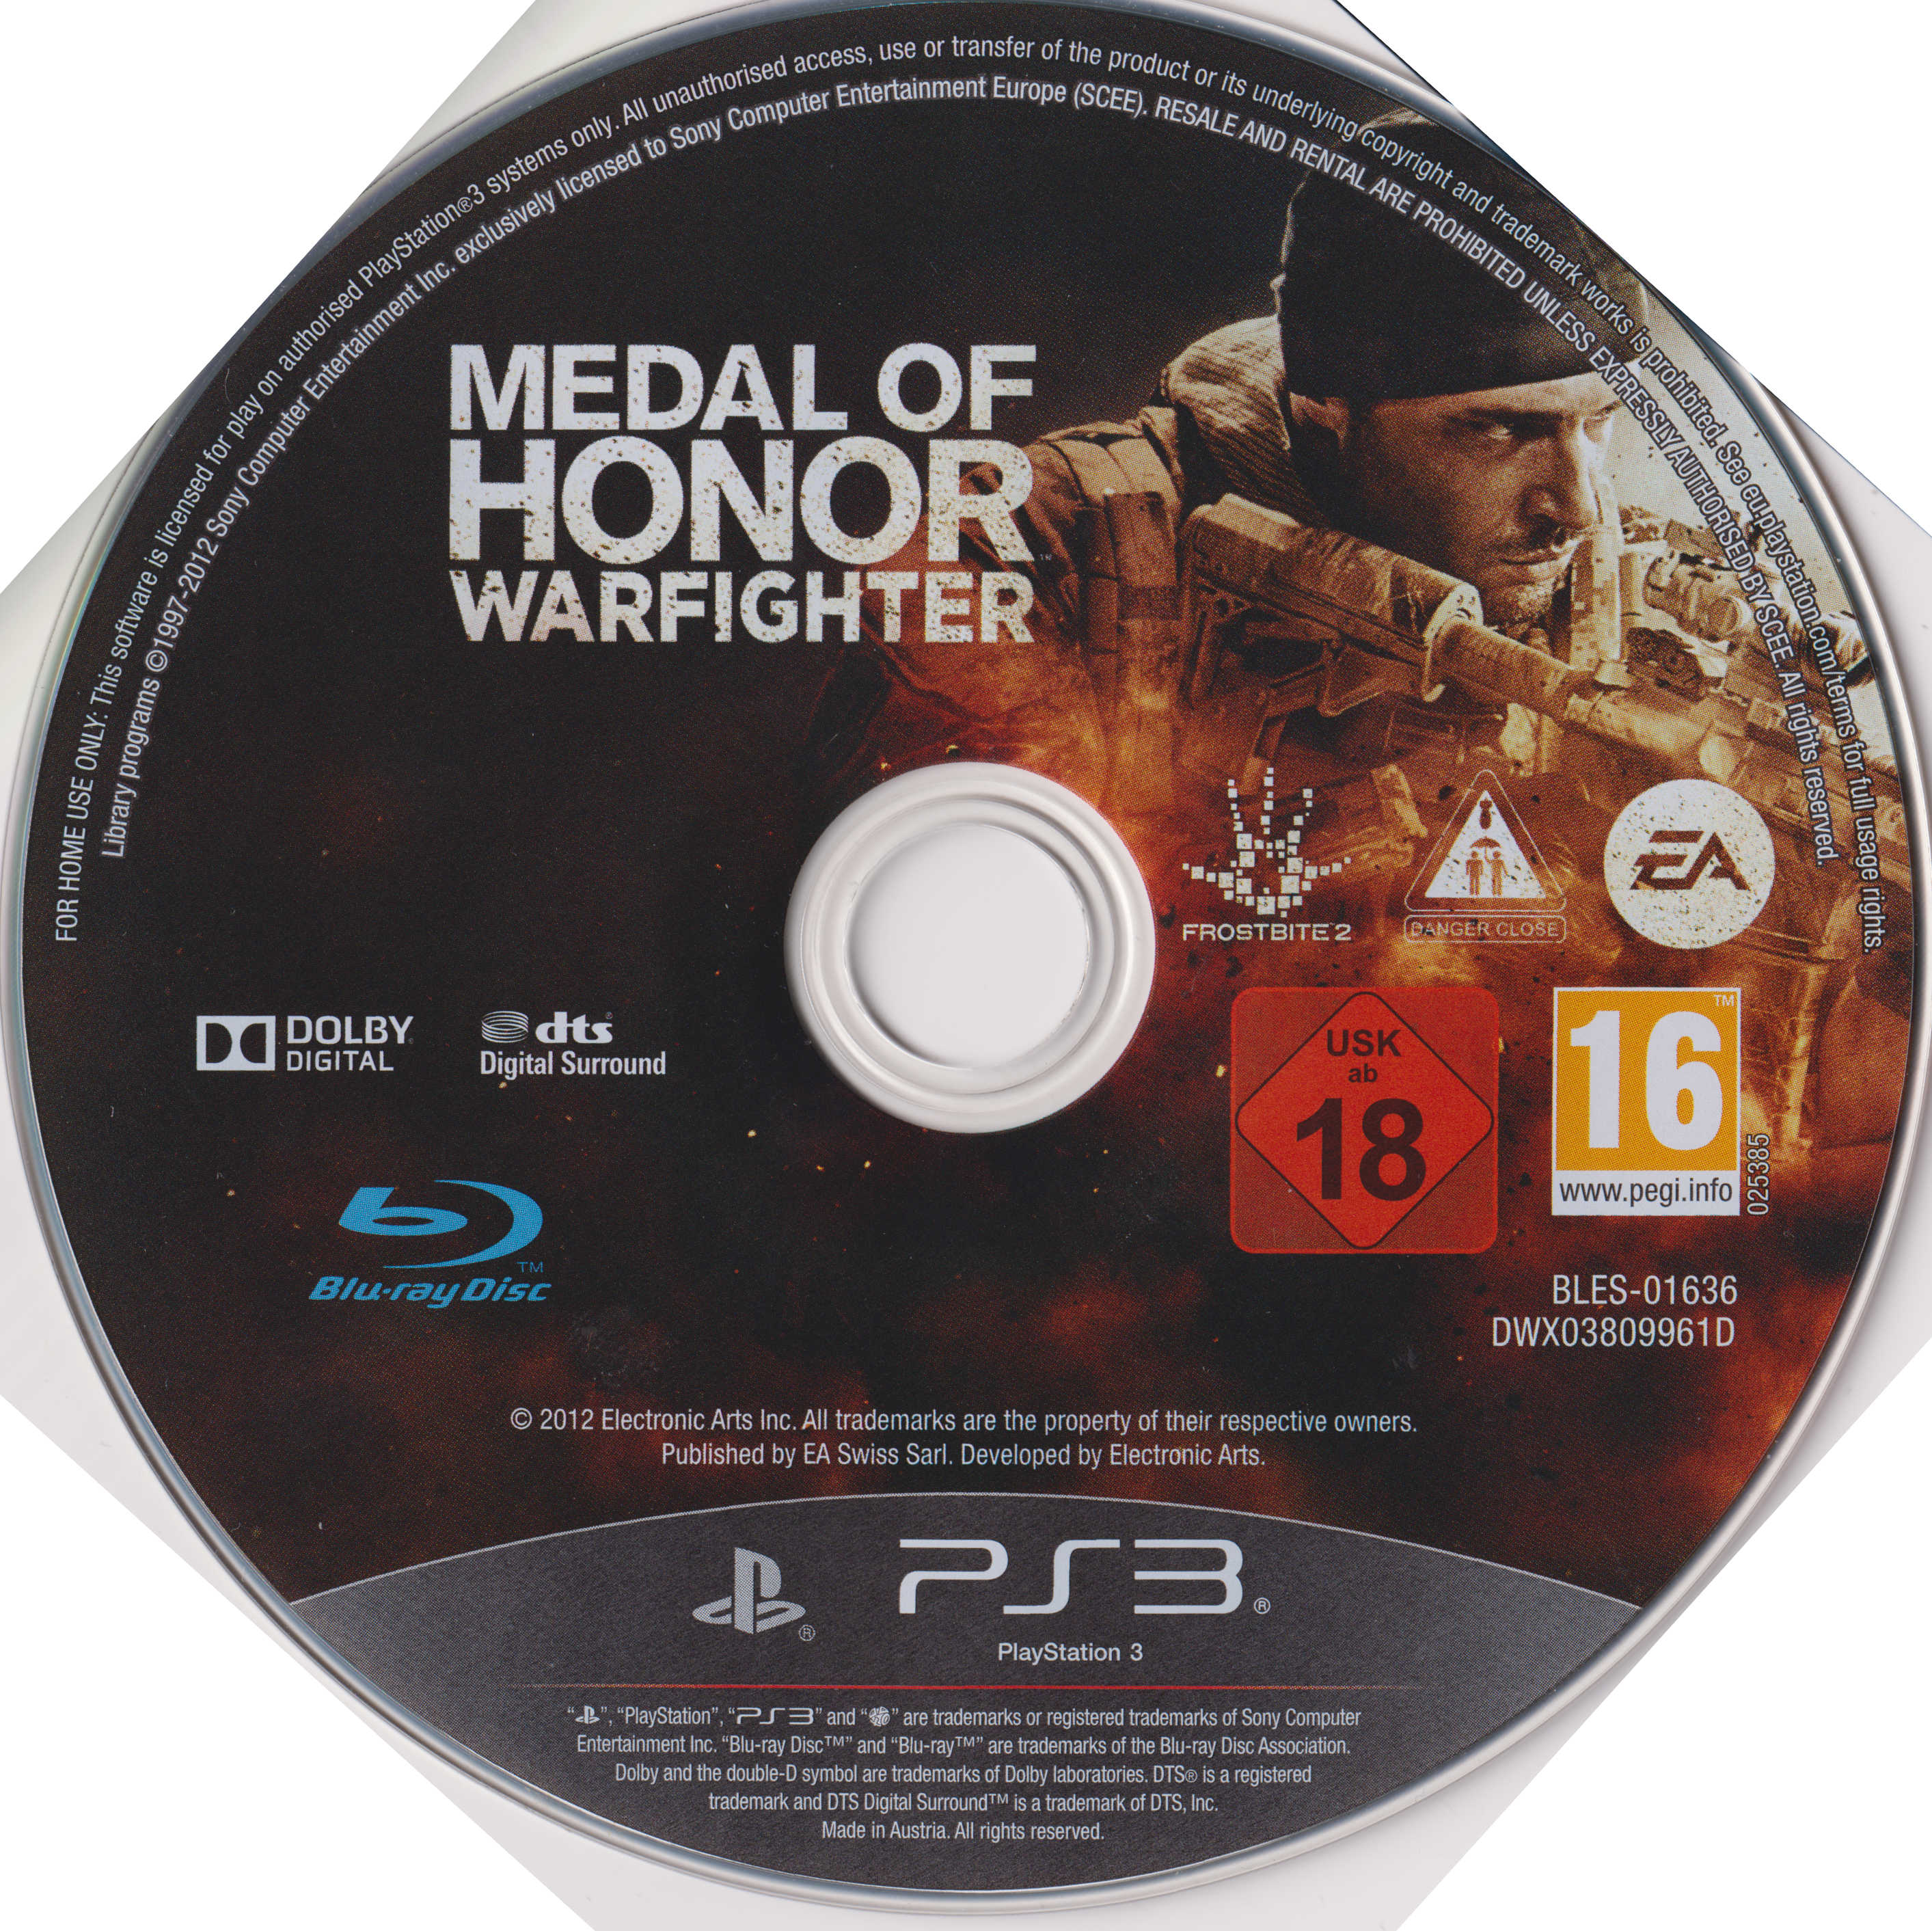 FOR HOME USE ONLY: This software is licensed for play on authorised PlayStation®3 systems only. All unauthorised access, use or transfer of the product or its underlying copyright and trademark works is prohibited. See eu.playstation.com/terms for full usage rights.
Library programs ©1997-2012 Sony Computer Entertainment Inc. exclusively licensed to Sony Computer Entertainment Europe (SCEE). RESALE AND RENTAL ARE PROHIBITED UNLESS EXPRESSLY AUTHORISED BY SCEE. All rights reserved.
MEDAL OF
HONOR™
WARFIGHTER
FROSTBITE™2
DANGER CLOSE
EA
DOLBY®
DIGITAL
dts®
Digital Surround
USK
ab
18
16™
www.pegi.info
025385
Blu-ray Disc™
BLES-01636
DWX03809961D
© 2012 Electronic Arts Inc. All trademarks are the property of their respective owners.
Published by EA Swiss Sarl. Developed by Electronic Arts.
® PS3®
PlayStation 3
“ ”, “PlayStation”, “PS3” and “ ” are trademarks or registered trademarks of Sony Computer
Entertainment Inc. “Blu-ray Disc™” and “Blu-ray™” are trademarks of the Blu-ray Disc Association.
Dolby and the double-D symbol are trademarks of Dolby laboratories. DTS® is a registered
trademark and DTS Digital Surround™ is a trademark of DTS, Inc.
Made in Austria. All rights reserved.